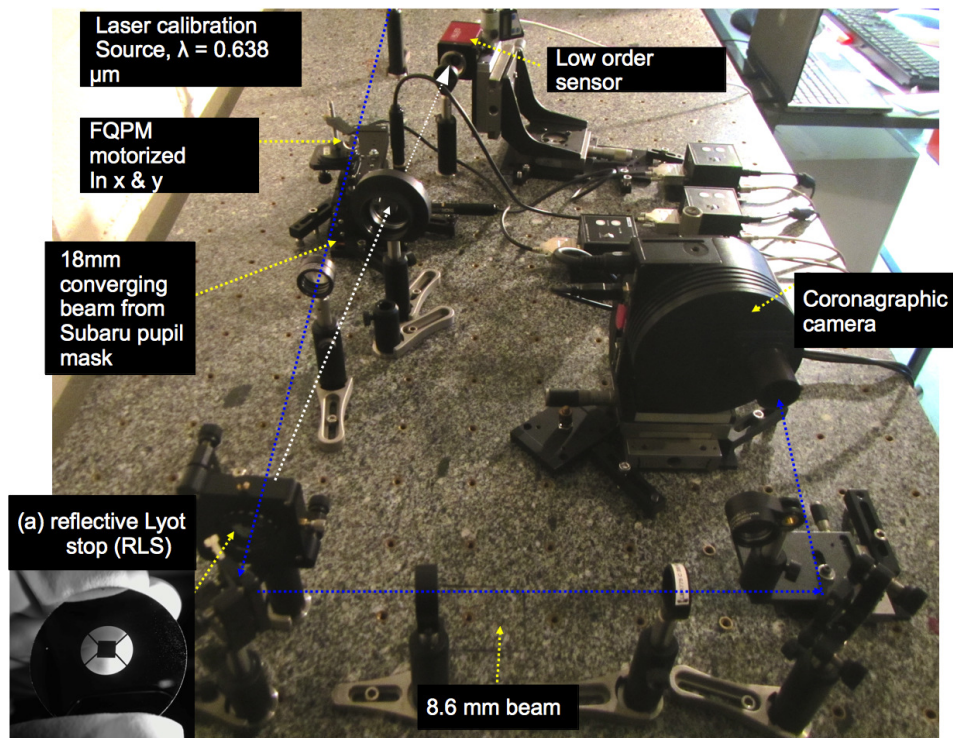 Laser calibration
Source, λ = 0.638
μm
Low order
sensor
FQPM
motorized
In x & y
18mm
converging
beam from
Subaru pupil
mask
Coronagraphic
camera
(a) reflective Lyot
stop (RLS)
8.6 mm beam